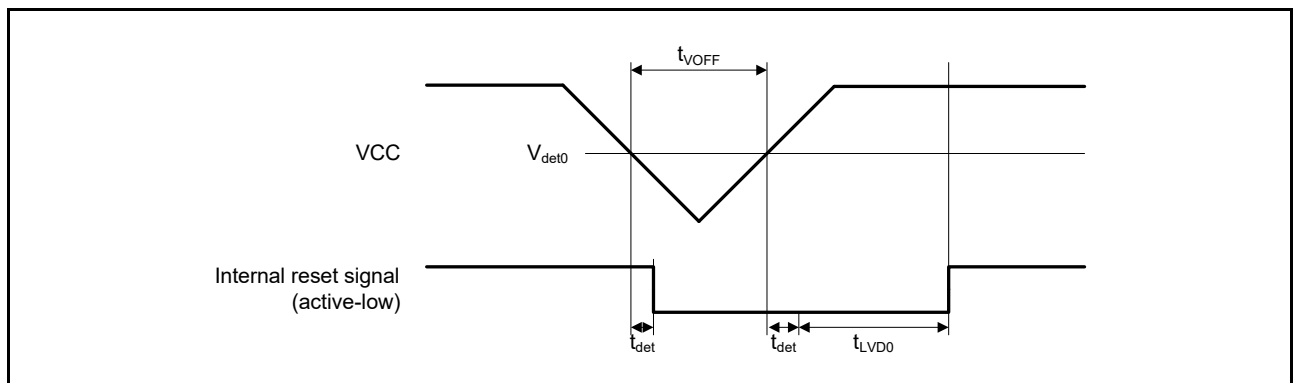 tVOFF
VCC
Vdet0
Internal reset signal
(active-low)
tdet
tdet
tLVD0